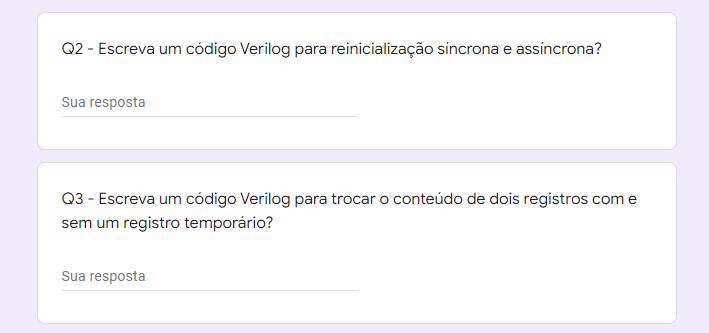 Q2 - Escreva um código Verilog para reinicialização síncrona e assíncrona?
Sua resposta
Q3 - Escreva um código Verilog para trocar o conteúdo de dois registros com e
sem um registro temporário?
Sua resposta